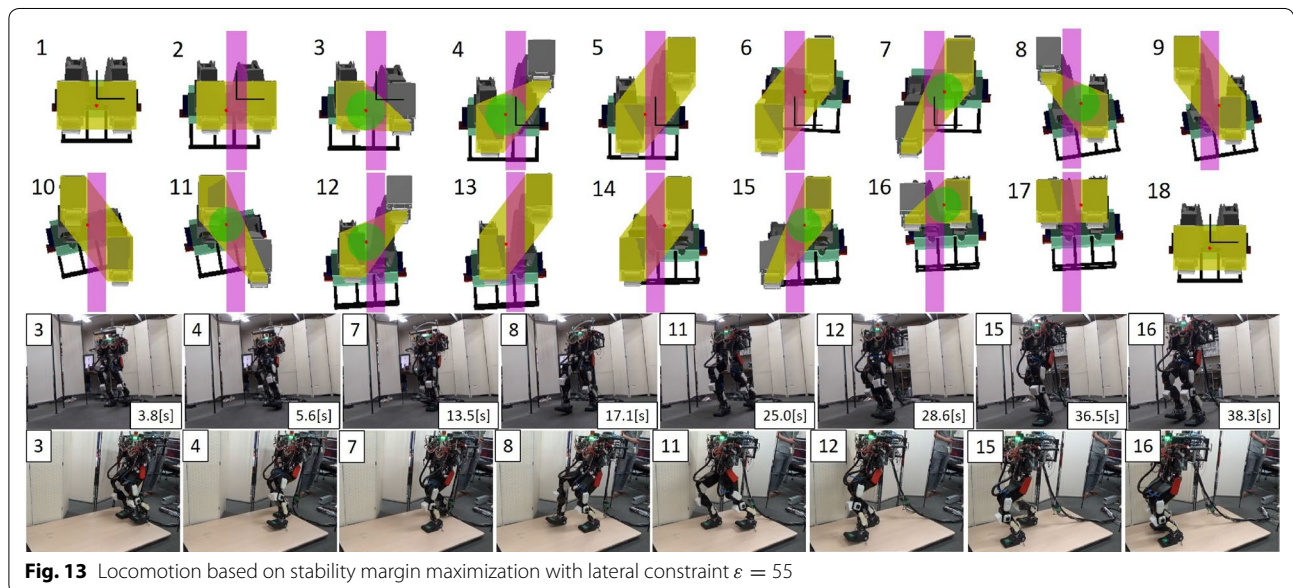 1 2 3 4 5 6 7 8 9
10 11 12 13 14 15 16 17 18
3 4 7 8 11 12 15 16
3.8[s] 5.6[s] 13.5[s] 17.1[s] 25.0[s] 28.6[s] 36.5[s] 38.3[s]
3 4 7 8 11 12 15 16
Fig. 13 Locomotion based on stability margin maximization with lateral constraint ε = 55